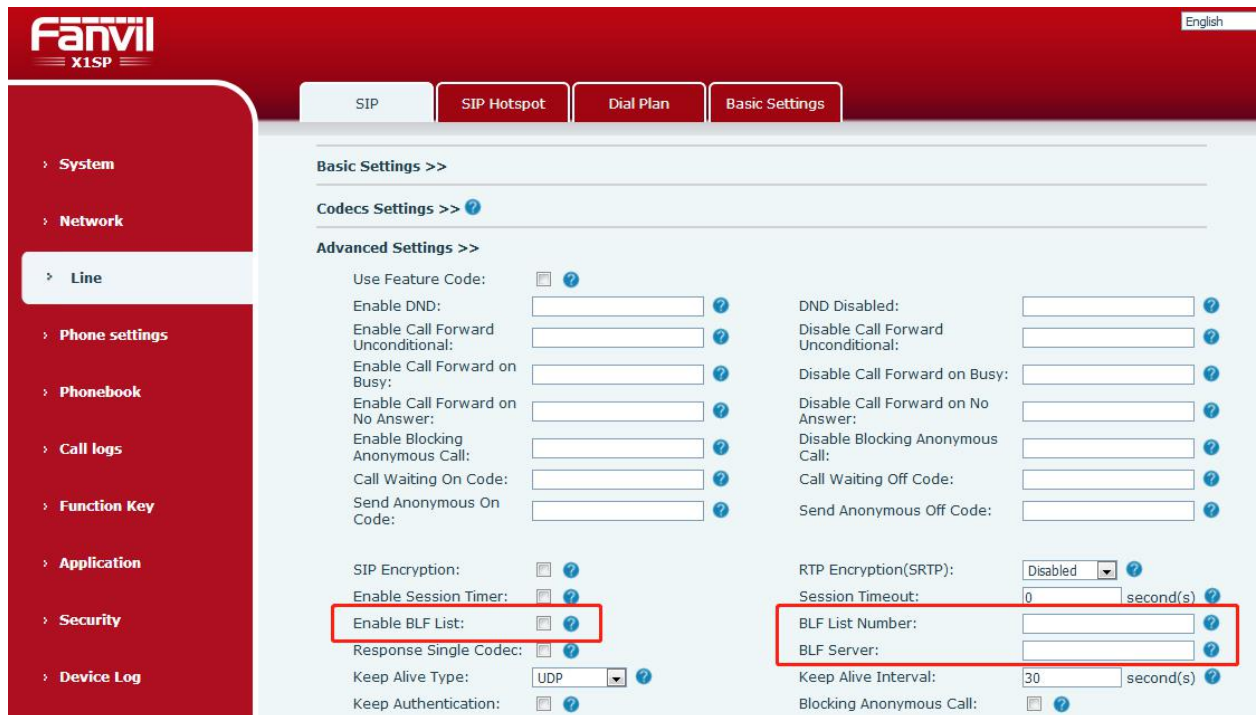 English
Fanvil
X1SP
SIP
SIP Hotspot
Dial Plan
Basic Settings
› System
› Network
› Line
› Phone settings
› Phonebook
› Call logs
› Function Key
› Application
› Security
› Device Log
Basic Settings >>
Codecs Settings >> ?
Advanced Settings >>
Use Feature Code: ?
Enable DND: ? DND Disabled: ?
Enable Call Forward
Unconditional: ? Disable Call Forward
Unconditional: ?
Enable Call Forward on
Busy: ? Disable Call Forward on Busy: ?
Enable Call Forward on
No Answer: ? Disable Call Forward on No
Answer: ?
Enable Blocking
Anonymous Call: ? Disable Blocking Anonymous
Call: ?
Call Waiting On Code: ? Call Waiting Off Code: ?
Send Anonymous On
Code: ? Send Anonymous Off Code: ?
SIP Encryption: ? RTP Encryption(SRTP): Disabled ?
Enable Session Timer: ? Session Timeout: 0 second(s) ?
Enable BLF List: ? BLF List Number: ?
Response Single Codec: ? BLF Server: ?
Keep Alive Type: UDP ? Keep Alive Interval: 30 second(s) ?
Keep Authentication: ? Blocking Anonymous Call: ?